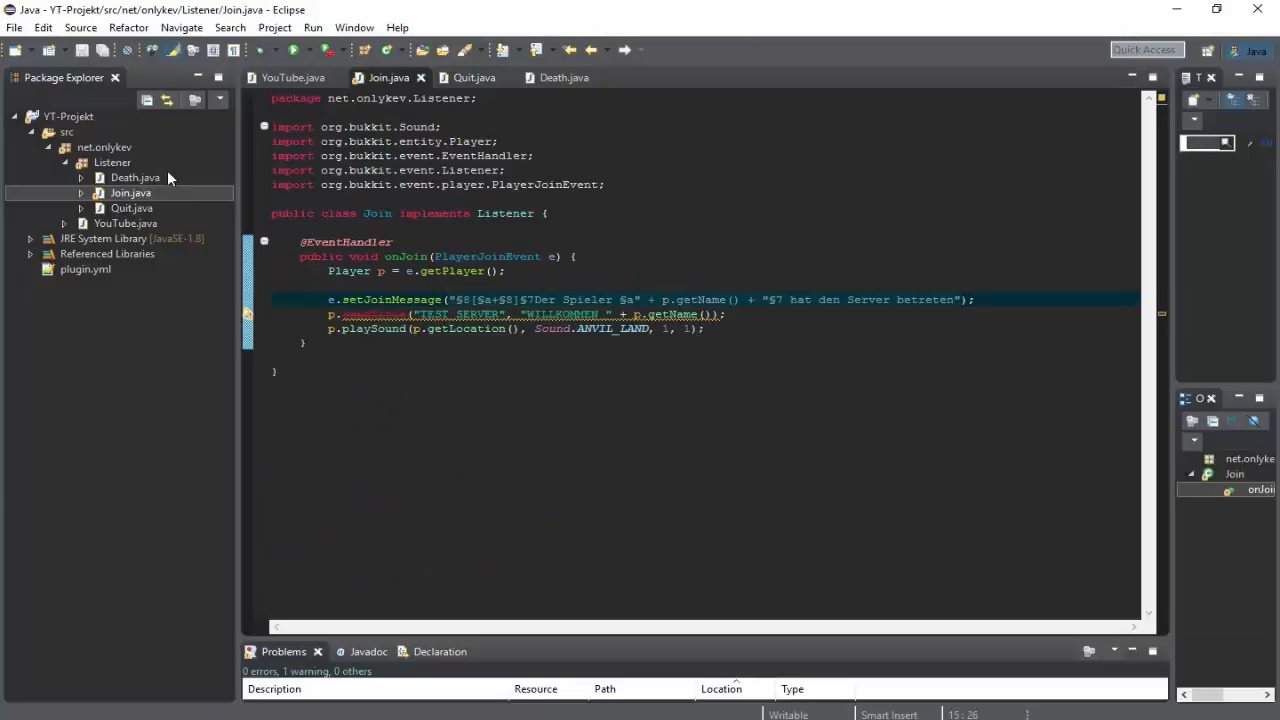 Java - YT-Projekt/src/net/onlykev/Listener/Join.java - Eclipse
File Edit Source Refactor Navigate Search Project Run Window Help
Quick Access
Java
Package Explorer
YouTube.java Join.java Quit.java Death.java
T
YT-Projekt
src
net.onlykev
Listener
Death.java
Join.java
Quit.java
YouTube.java
JRE System Library [JavaSE-1.8]
Referenced Libraries
plugin.yml
package net.onlykev.Listener;
import org.bukkit.Sound;
import org.bukkit.entity.Player;
import org.bukkit.event.EventHandler;
import org.bukkit.event.Listener;
import org.bukkit.event.player.PlayerJoinEvent;
public class Join implements Listener {
@EventHandler
public void onJoin(PlayerJoinEvent e) {
Player p = e.getPlayer();
e.setJoinMessage("§8[§a+§8]§7Der Spieler §a" + p.getName() + "§7 hat den Server betreten");
p.sendTitle("TEST SERVER", "WILLKOMMEN " + p.getName());
p.playSound(p.getLocation(), Sound.ANVIL_LAND, 1, 1);
}
}
O
net.onlyke
Join
onJoi
Problems Javadoc Declaration
0 errors, 1 warning, 0 others
Description Resource Path Location Type
Writable Smart Insert 15 : 26